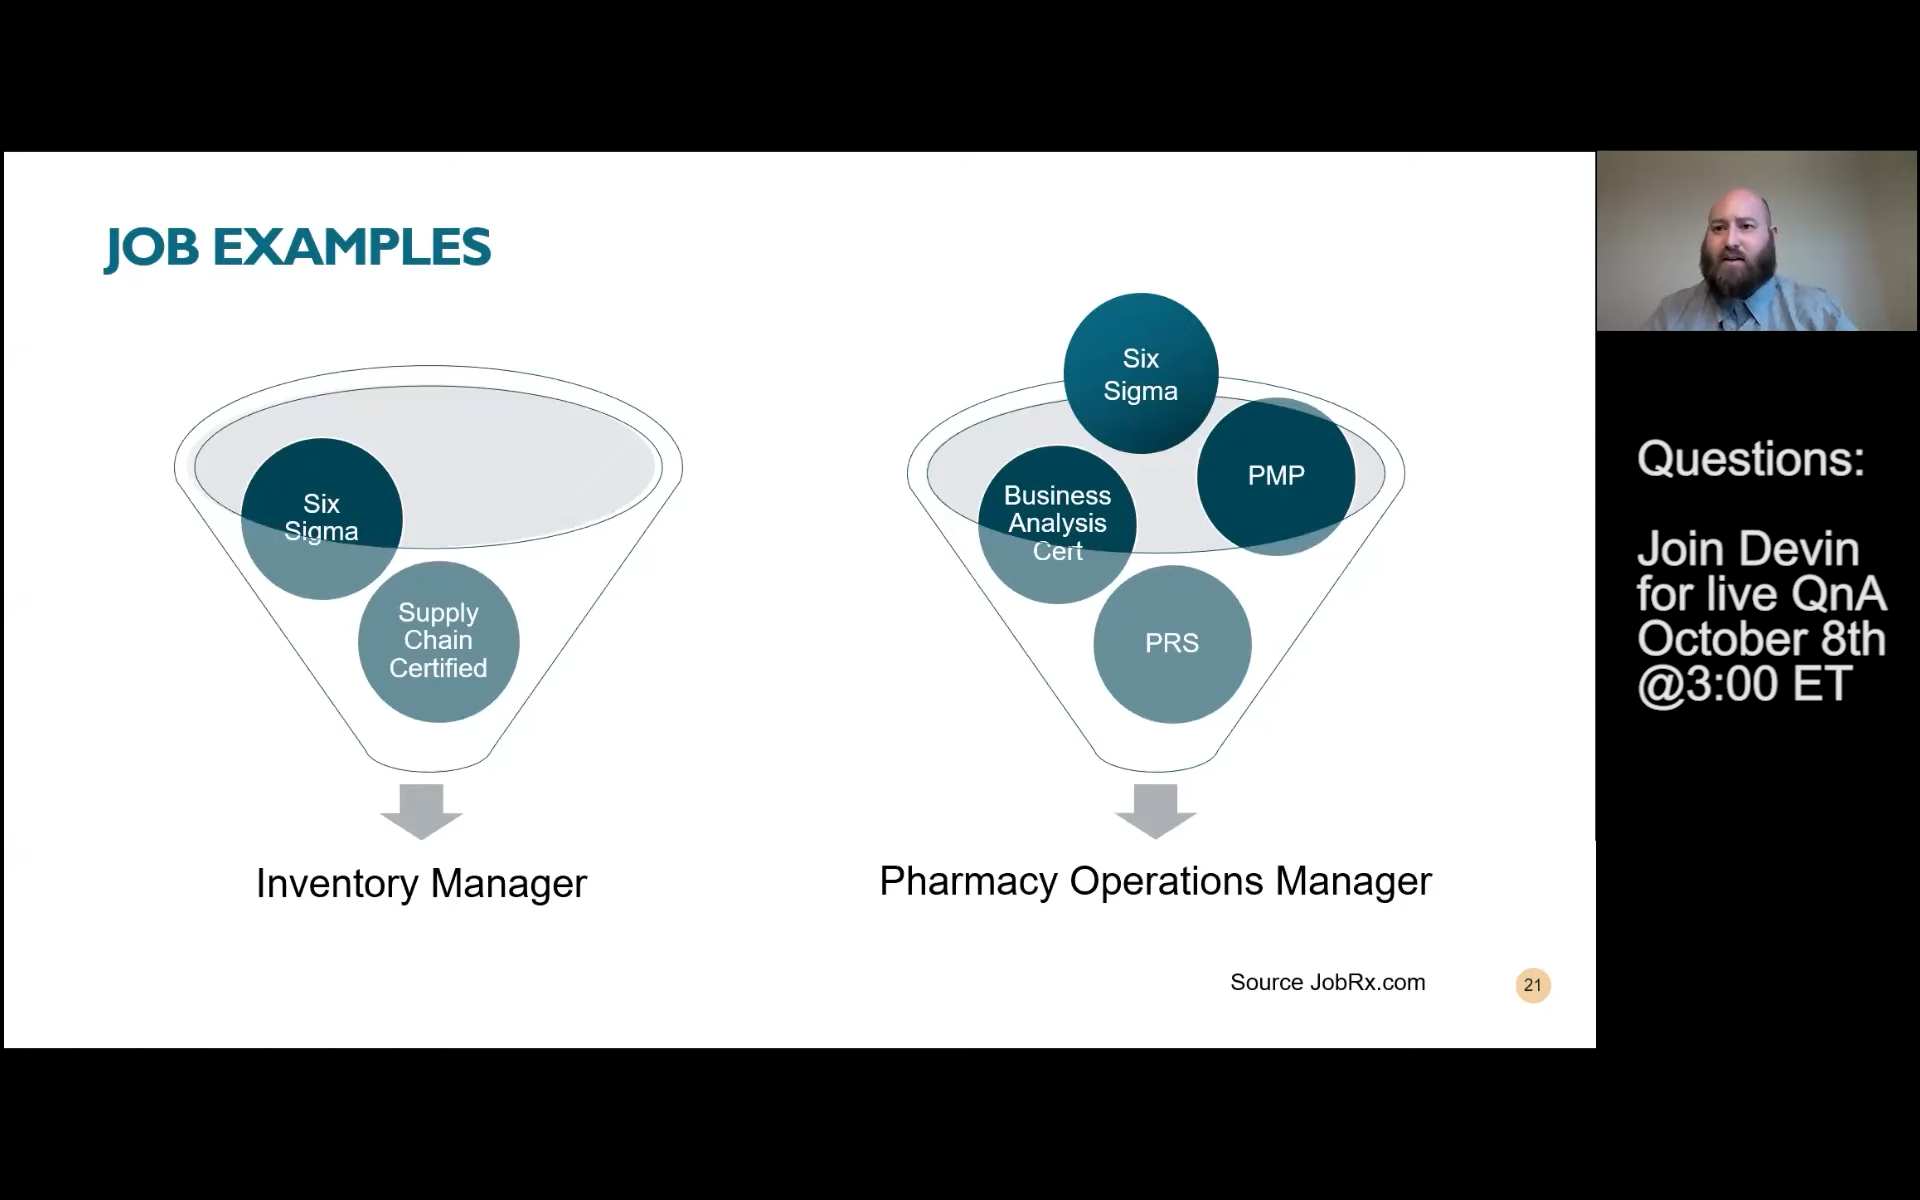 JOB EXAMPLES
Six
Sigma
Supply
Chain
Certified
Inventory Manager
Six
Sigma
PMP
Business
Analysis
Cert
PRS
Pharmacy Operations Manager
Source JobRx.com
21
Questions:
Join Devin
for live QnA
October 8th
@3:00 ET